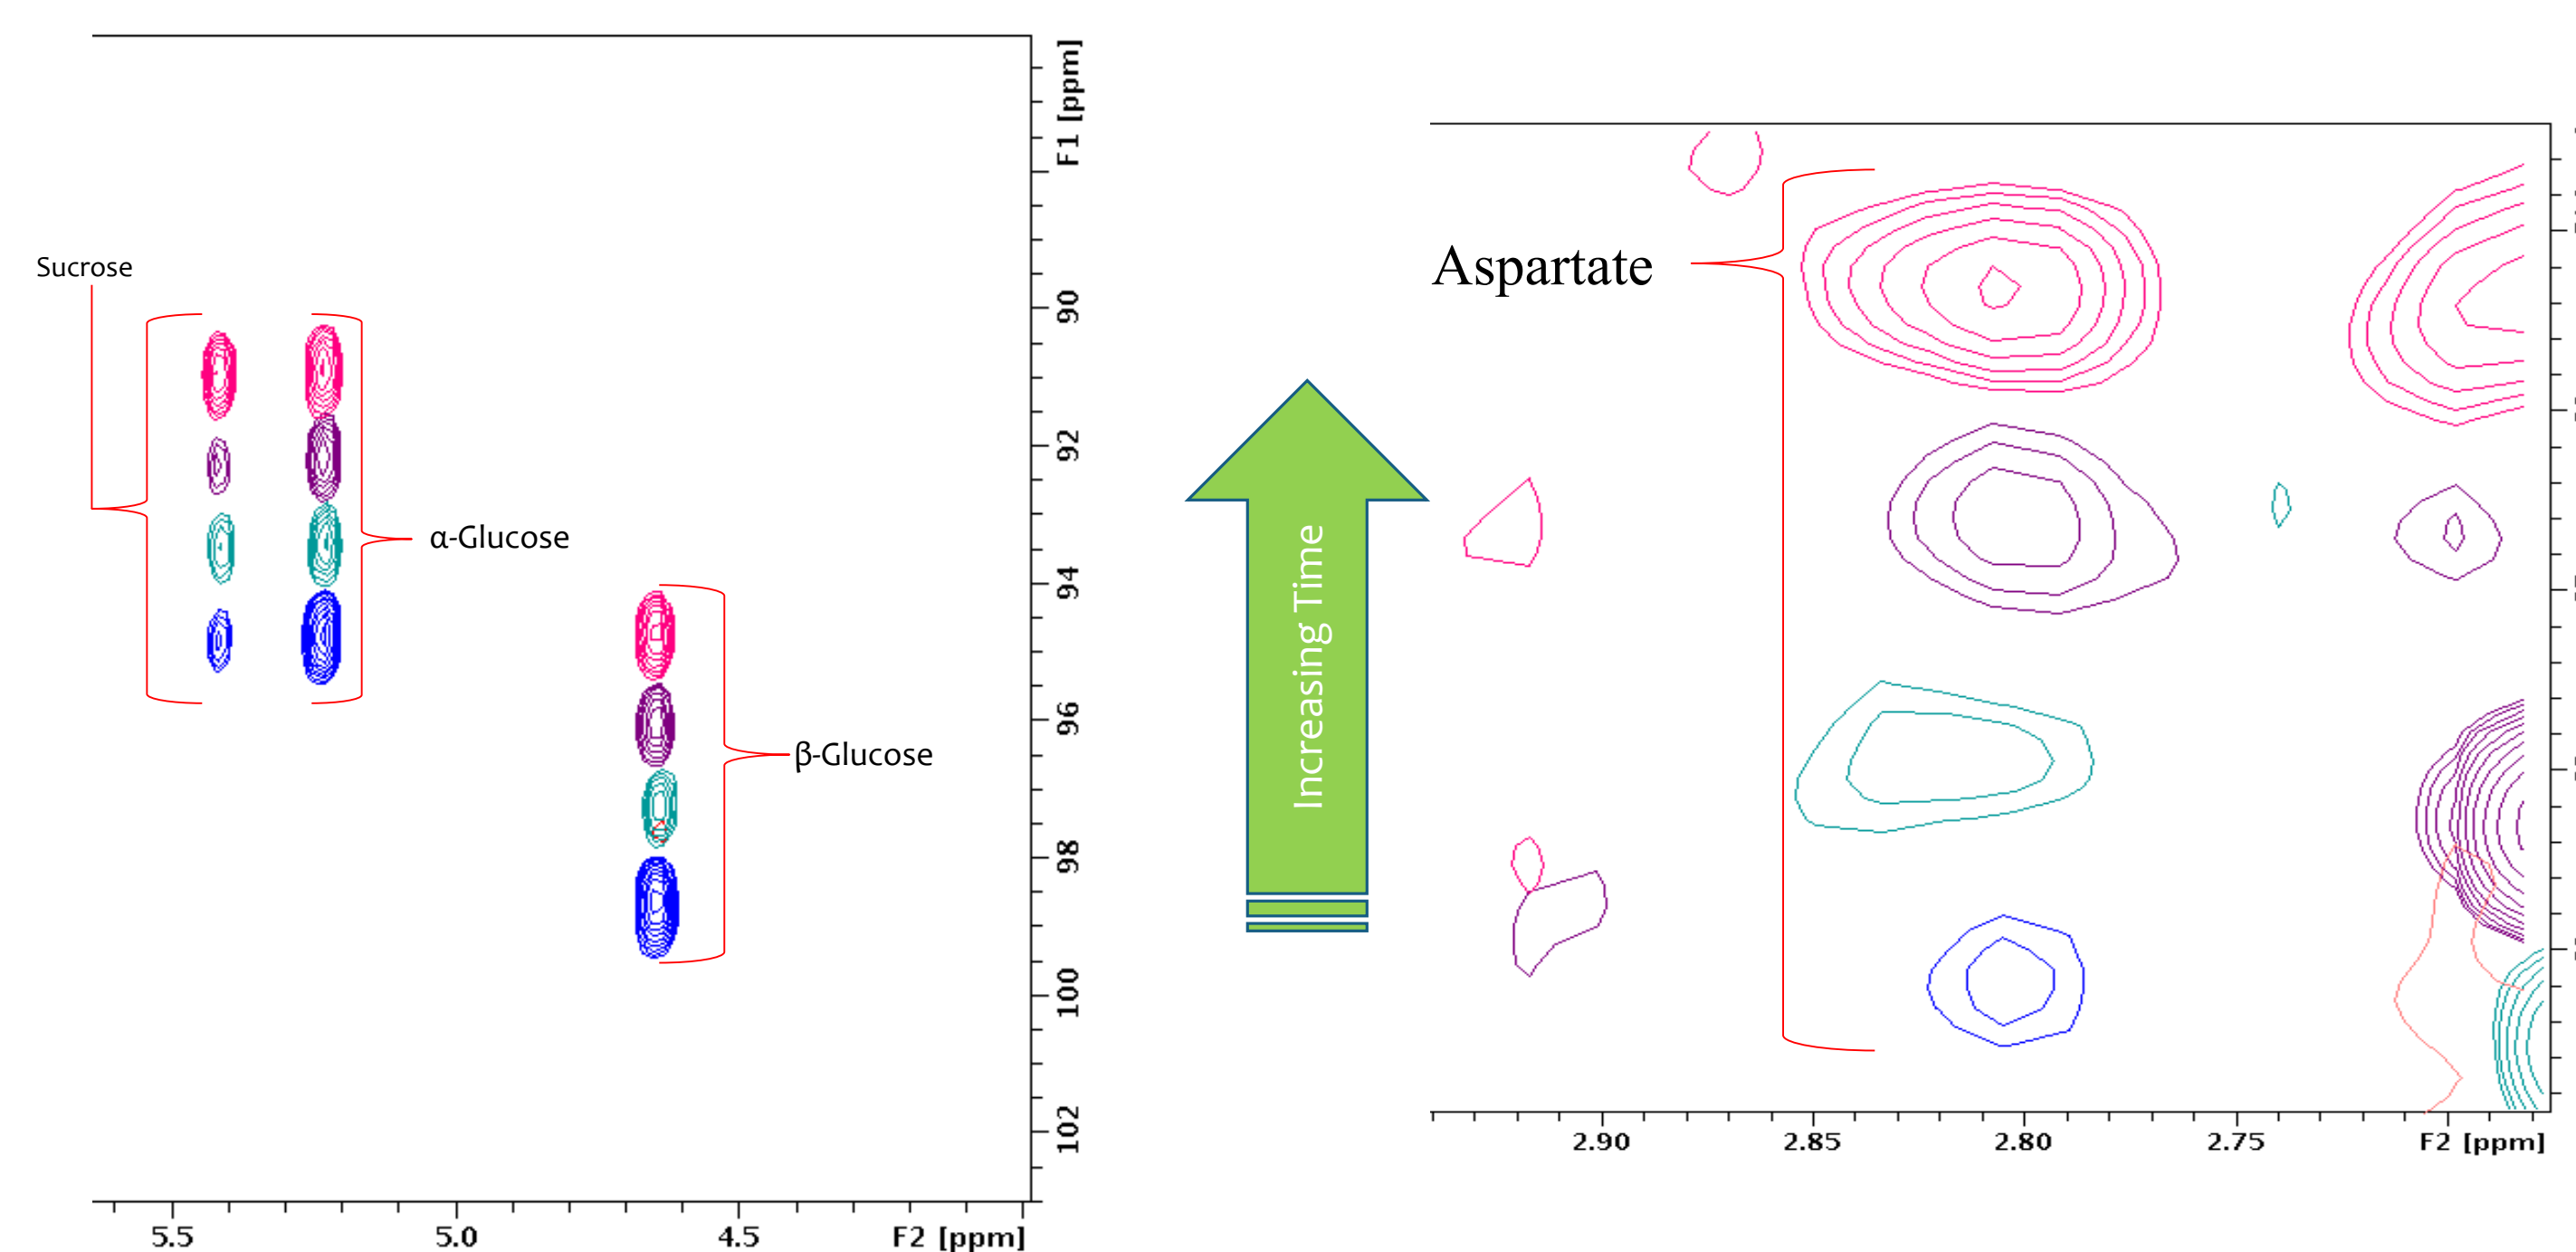 F1 [ppm]
Sucrose
90
92
α-Glucose
94
96
β-Glucose
98
100
102
5.5 5.0 4.5 F2 [ppm]
Increasing Time
Aspartate
2.90 2.85 2.80 2.75 F2 [ppm]